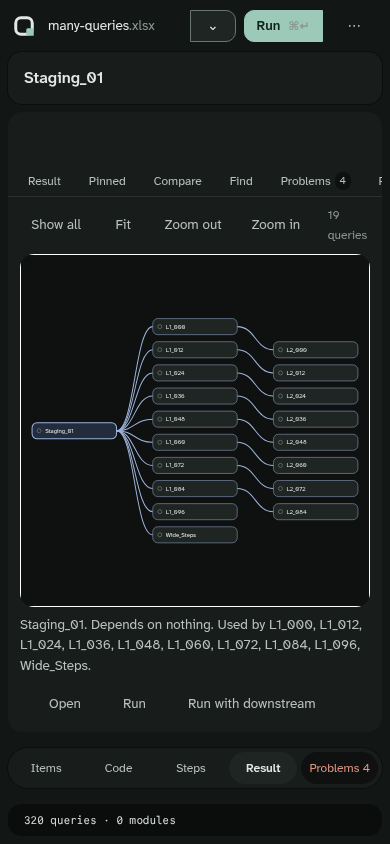 many-queries.xlsx
Run ⌘↵ ···
Staging_01
Result Pinned Compare Find Problems 4
Show all Fit Zoom out Zoom in 19 queries
Staging_01
L1_000
L1_012
L1_024
L1_036
L1_048
L1_060
L1_072
L1_084
L1_096
Wide_Steps
L2_000
L2_012
L2_024
L2_036
L2_048
L2_060
L2_072
L2_084
Staging_01. Depends on nothing. Used by L1_000, L1_012,
L1_024, L1_036, L1_048, L1_060, L1_072, L1_084, L1_096,
Wide_Steps.
Open Run Run with downstream
Items Code Steps Result Problems 4
320 queries · 0 modules